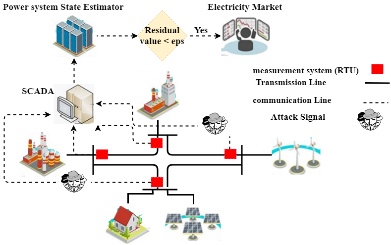 Power system State Estimator
Electricity Market
Residual
value < eps
Yes
SCADA
measurement system (RTU)
Transmission Line
communication Line
Attack Signal